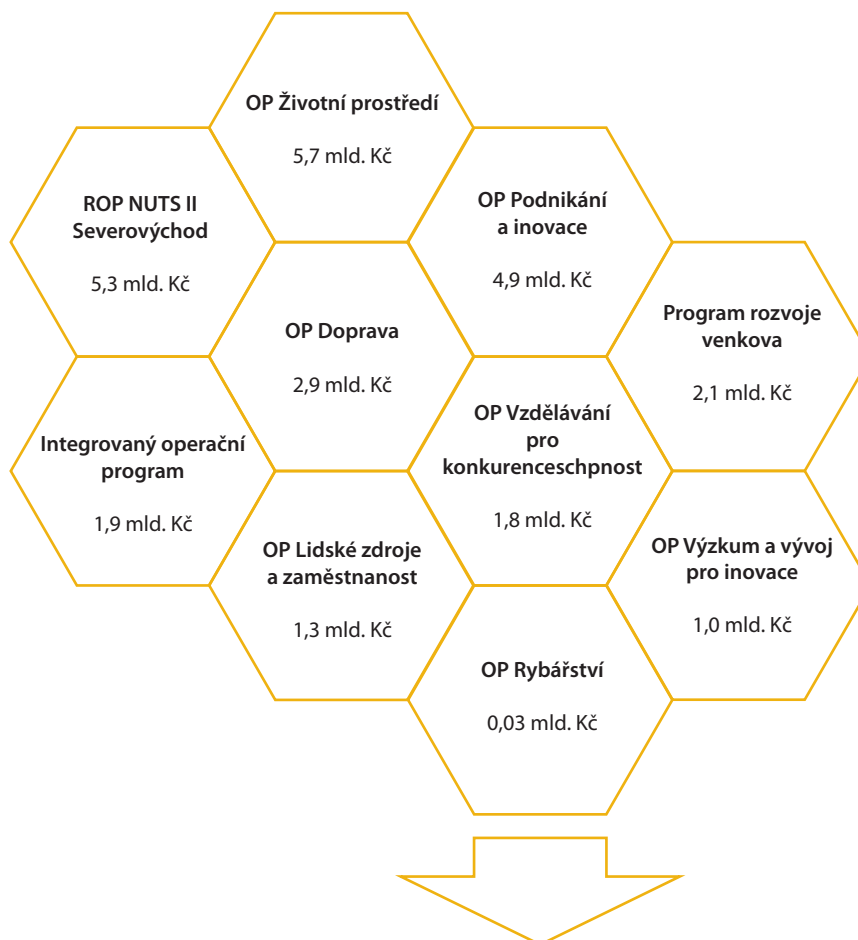 OP Životní prostředí
5,7 mld. Kč
ROP NUTS II
Severovýchod
5,3 mld. Kč
OP Podnikání
a inovace
4,9 mld. Kč
OP Doprava
2,9 mld. Kč
Program rozvoje
venkova
2,1 mld. Kč
Integrovaný operační
program
1,9 mld. Kč
OP Vzdělávání
pro
konkurenceschpnost
1,8 mld. Kč
OP Lidské zdroje
a zaměstnanost
1,3 mld. Kč
OP Výzkum a vývoj
pro inovace
1,0 mld. Kč
OP Rybářství
0,03 mld. Kč